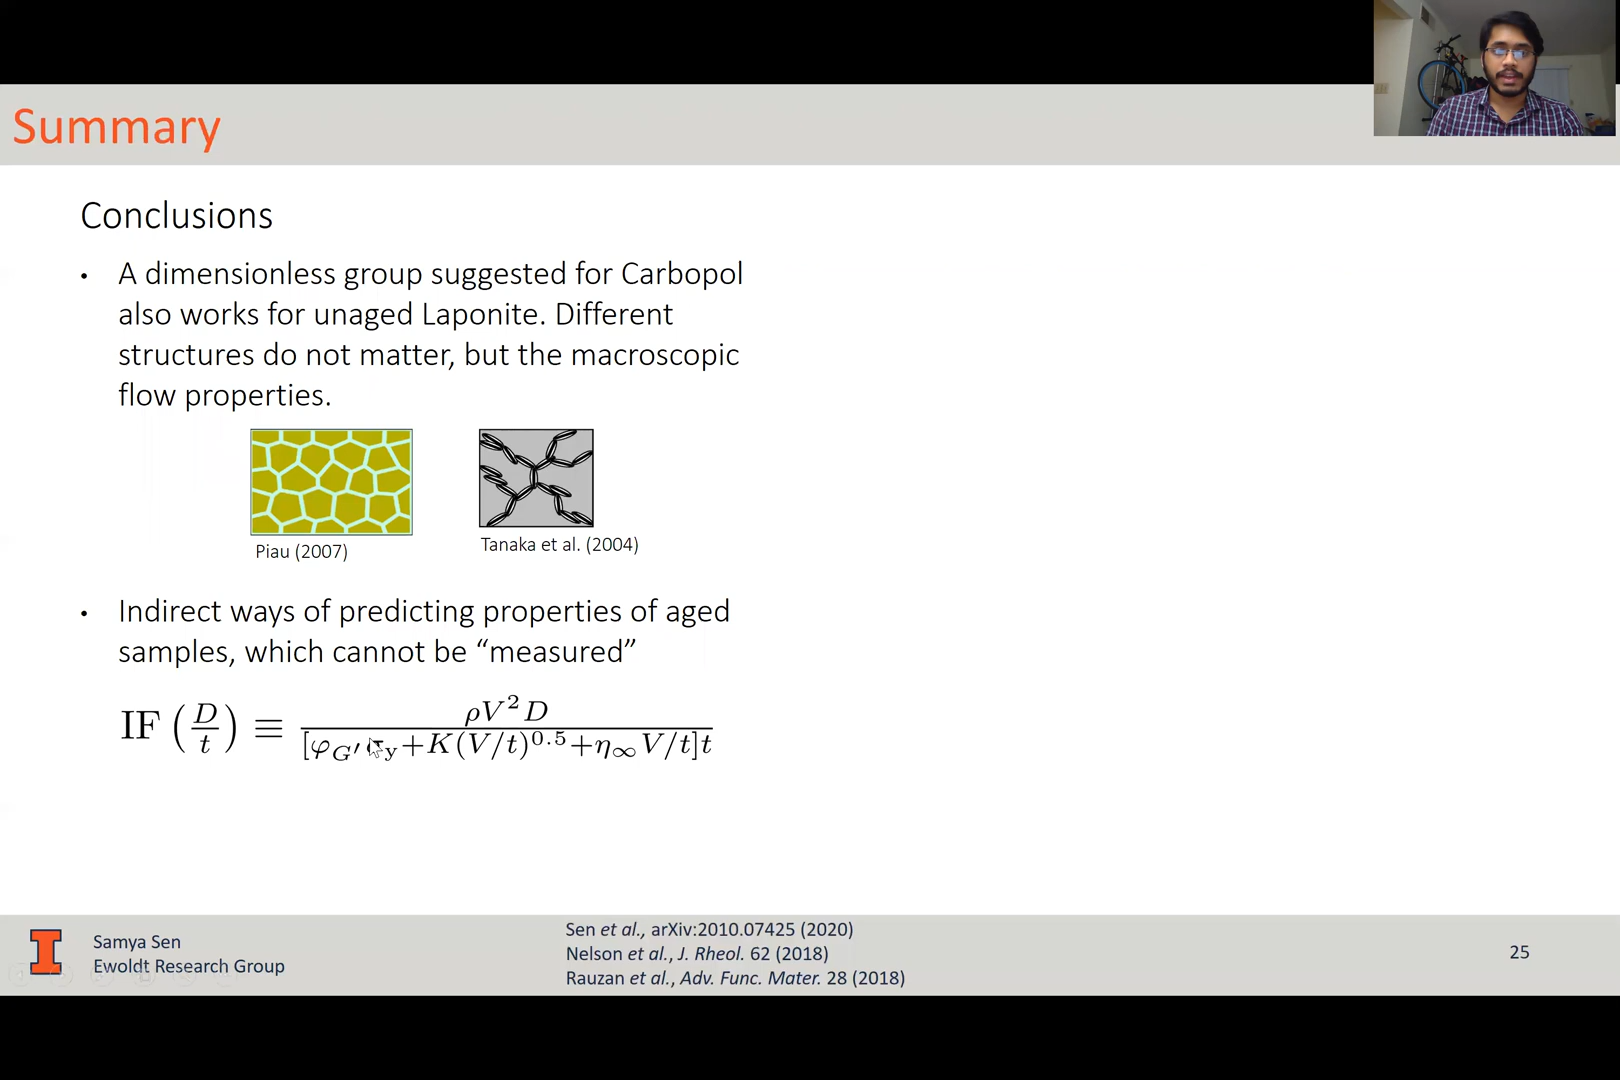 Summary
Conclusions
• A dimensionless group suggested for Carbopol
also works for unaged Laponite. Different
structures do not matter, but the macroscopic
flow properties.
Piau (2007)
Tanaka et al. (2004)
• Indirect ways of predicting properties of aged
samples, which cannot be “measured”
IF (D/t) ≡ ρV²D / [φ_G′ σ_y + K(V/t)^0.5 + η_∞ V/t]t
Samya Sen
Ewoldt Research Group
Sen et al., arXiv:2010.07425 (2020)
Nelson et al., J. Rheol. 62 (2018)
Rauzan et al., Adv. Func. Mater. 28 (2018)
25